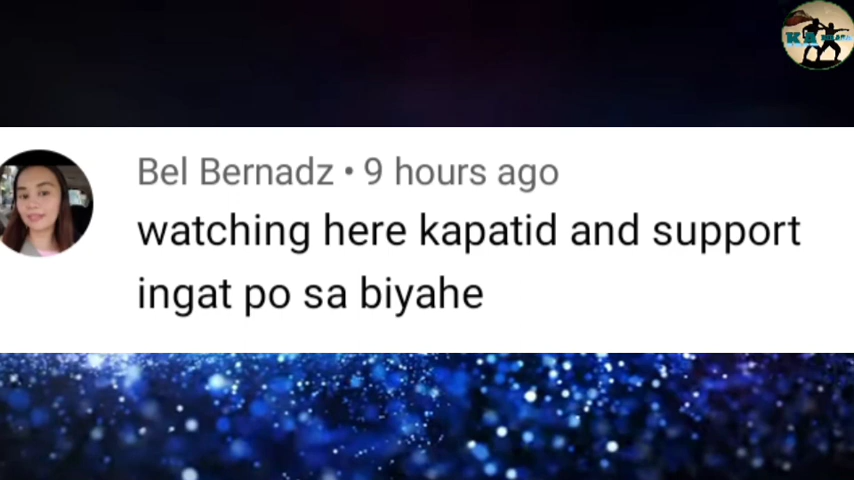 Bel Bernadz • 9 hours ago
watching here kapatid and support
ingat po sa biyahe